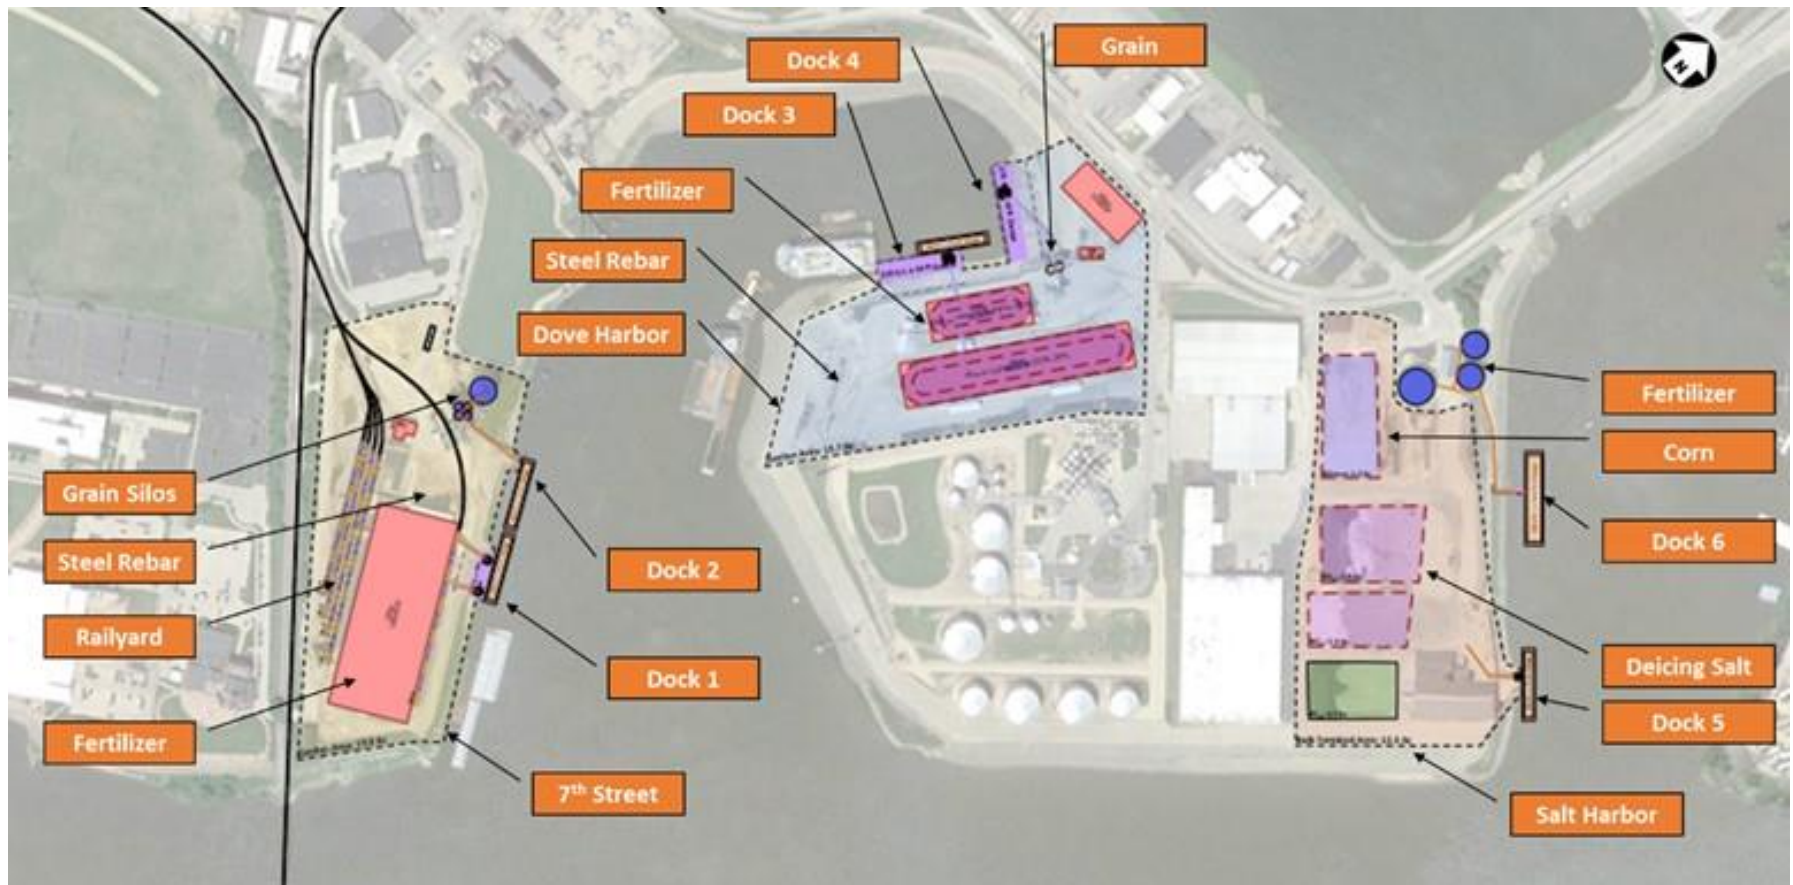 Dock 4
Grain
Dock 3
Fertilizer
Steel Rebar
Dove Harbor
N
Grain Silos
Steel Rebar
Railyard
Fertilizer
Dock 2
Dock 1
7th Street
Fertilizer
Corn
Dock 6
Deicing Salt
Dock 5
Salt Harbor